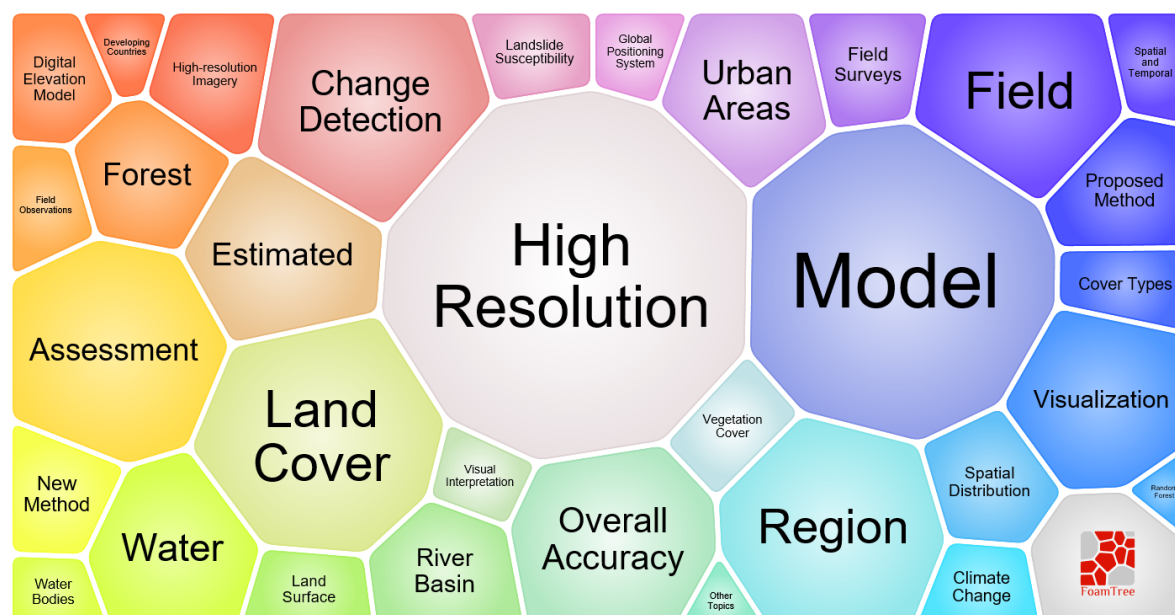 Digital
Elevation
Model
Developing
Countries
High-resolution
Imagery
Change
Detection
Landslide
Susceptibility
Global
Positioning
System
Urban
Areas
Field
Surveys
Field
Spatial
and
Temporal
Forest
Proposed
Method
Field
Observations
Estimated
High
Resolution
Model
Cover Types
Assessment
Land
Cover
Vegetation
Cover
Visualization
New
Method
Visual
Interpretation
Spatial
Distribution
Random
Forest
Water
River
Basin
Overall
Accuracy
Region
Water
Bodies
Land
Surface
Other
Topics
Climate
Change
FoamTree